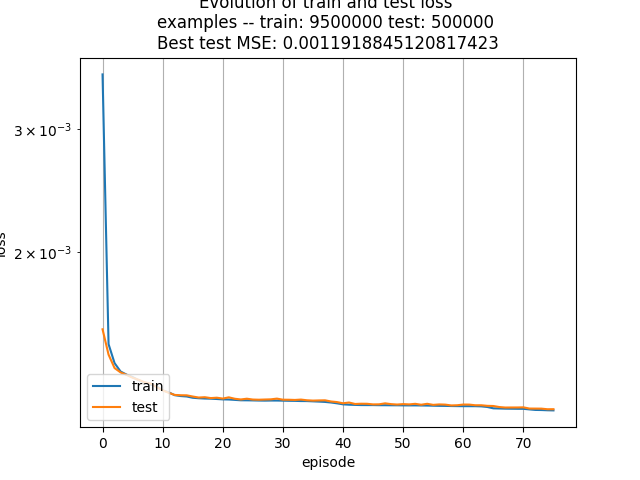 Evolution of train and test loss
examples -- train: 9500000 test: 500000
Best test MSE: 0.0011918845120817423
3 × 10⁻³
2 × 10⁻³
loss
train
test
0 10 20 30 40 50 60 70
episode